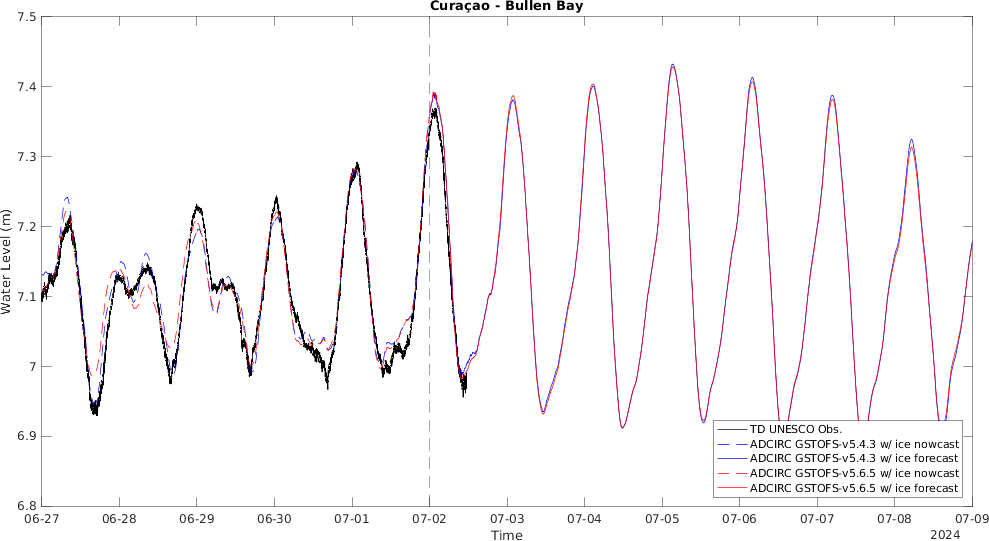 Curaçao - Bullen Bay
Water Level (m)
7.5
7.4
7.3
7.2
7.1
7
6.9
6.8
TD UNESCO Obs.
ADCIRC GSTOFS-v5.4.3 w/ ice nowcast
ADCIRC GSTOFS-v5.4.3 w/ ice forecast
ADCIRC GSTOFS-v5.6.5 w/ ice nowcast
ADCIRC GSTOFS-v5.6.5 w/ ice forecast
06-27 06-28 06-29 06-30 07-01 07-02 07-03 07-04 07-05 07-06 07-07 07-08 07-09
Time
2024